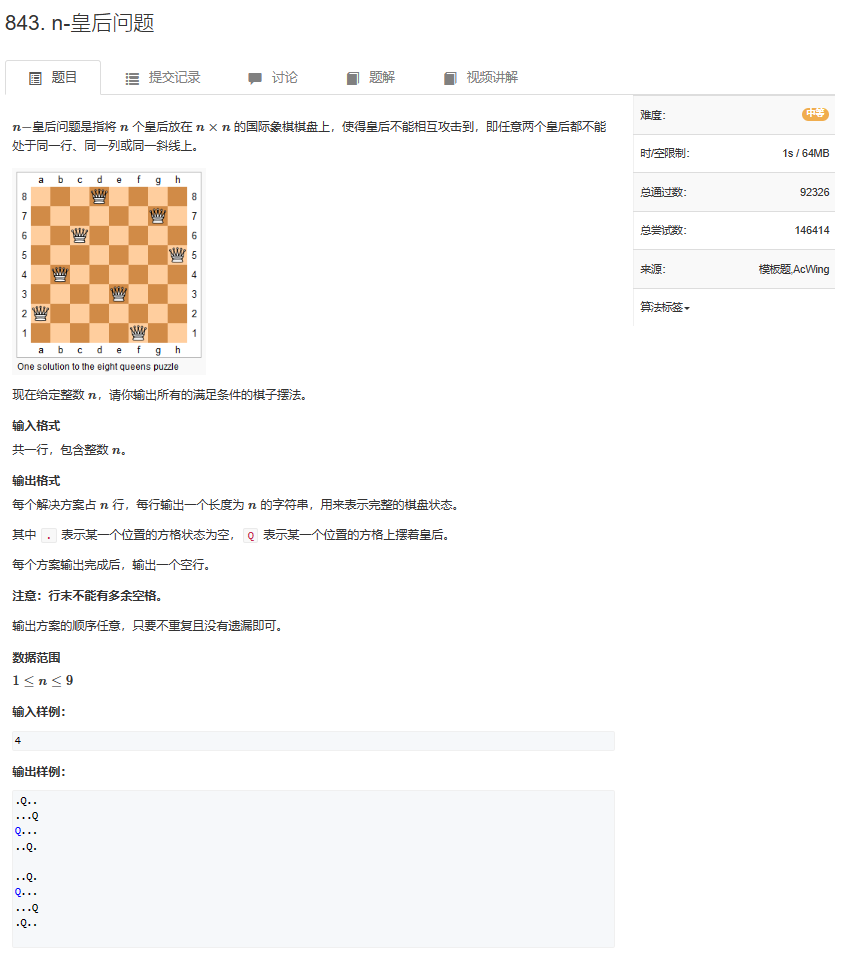 843. n-皇后问题
题目 提交记录 讨论 题解 视频讲解
n−皇后问题是指将 n 个皇后放在 n × n 的国际象棋棋盘上，使得皇后不能相互攻击到，即任意两个皇后都不能
处于同一行、同一列或同一斜线上。
a b c d e f g h
8 8
7 7
6 6
5 5
4 4
3 3
2 2
1 1
a b c d e f g h
One solution to the eight queens puzzle
现在给定整数 n，请你输出所有的满足条件的棋子摆法。
输入格式
共一行，包含整数 n。
输出格式
每个解决方案占 n 行，每行输出一个长度为 n 的字符串，用来表示完整的棋盘状态。
其中 . 表示某一个位置的方格状态为空， Q 表示某一个位置的方格上摆着皇后。
每个方案输出完成后，输出一个空行。
注意：行末不能有多余空格。
输出方案的顺序任意，只要不重复且没有遗漏即可。
数据范围
1 ≤ n ≤ 9
输入样例：
4
输出样例：
.Q..
...Q
Q...
..Q.
..Q.
Q...
...Q
.Q..
难度： 中等
时/空限制： 1s / 64MB
总通过数： 92326
总尝试数： 146414
来源： 模板题,AcWing
算法标签